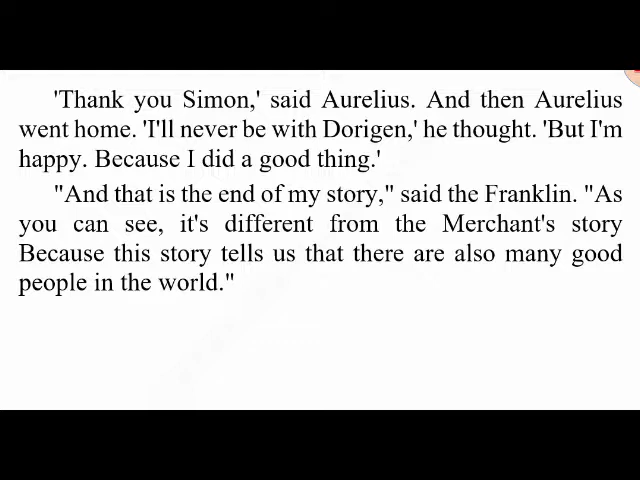 'Thank you Simon,' said Aurelius. And then Aurelius
went home. 'I'll never be with Dorigen,' he thought. 'But I'm
happy. Because I did a good thing.'
"And that is the end of my story," said the Franklin. "As
you can see, it's different from the Merchant's story
Because this story tells us that there are also many good
people in the world."